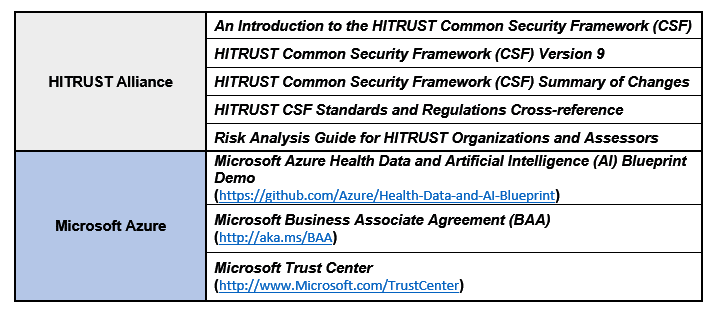 HITRUST Alliance
An Introduction to the HITRUST Common Security Framework (CSF)
HITRUST Common Security Framework (CSF) Version 9
HITRUST Common Security Framework (CSF) Summary of Changes
HITRUST CSF Standards and Regulations Cross-reference
Risk Analysis Guide for HITRUST Organizations and Assessors
Microsoft Azure
Microsoft Azure Health Data and Artificial Intelligence (AI) Blueprint
Demo
(https://github.com/Azure/Health-Data-and-AI-Blueprint)
Microsoft Business Associate Agreement (BAA)
(http://aka.ms/BAA)
Microsoft Trust Center
(http://www.Microsoft.com/TrustCenter)